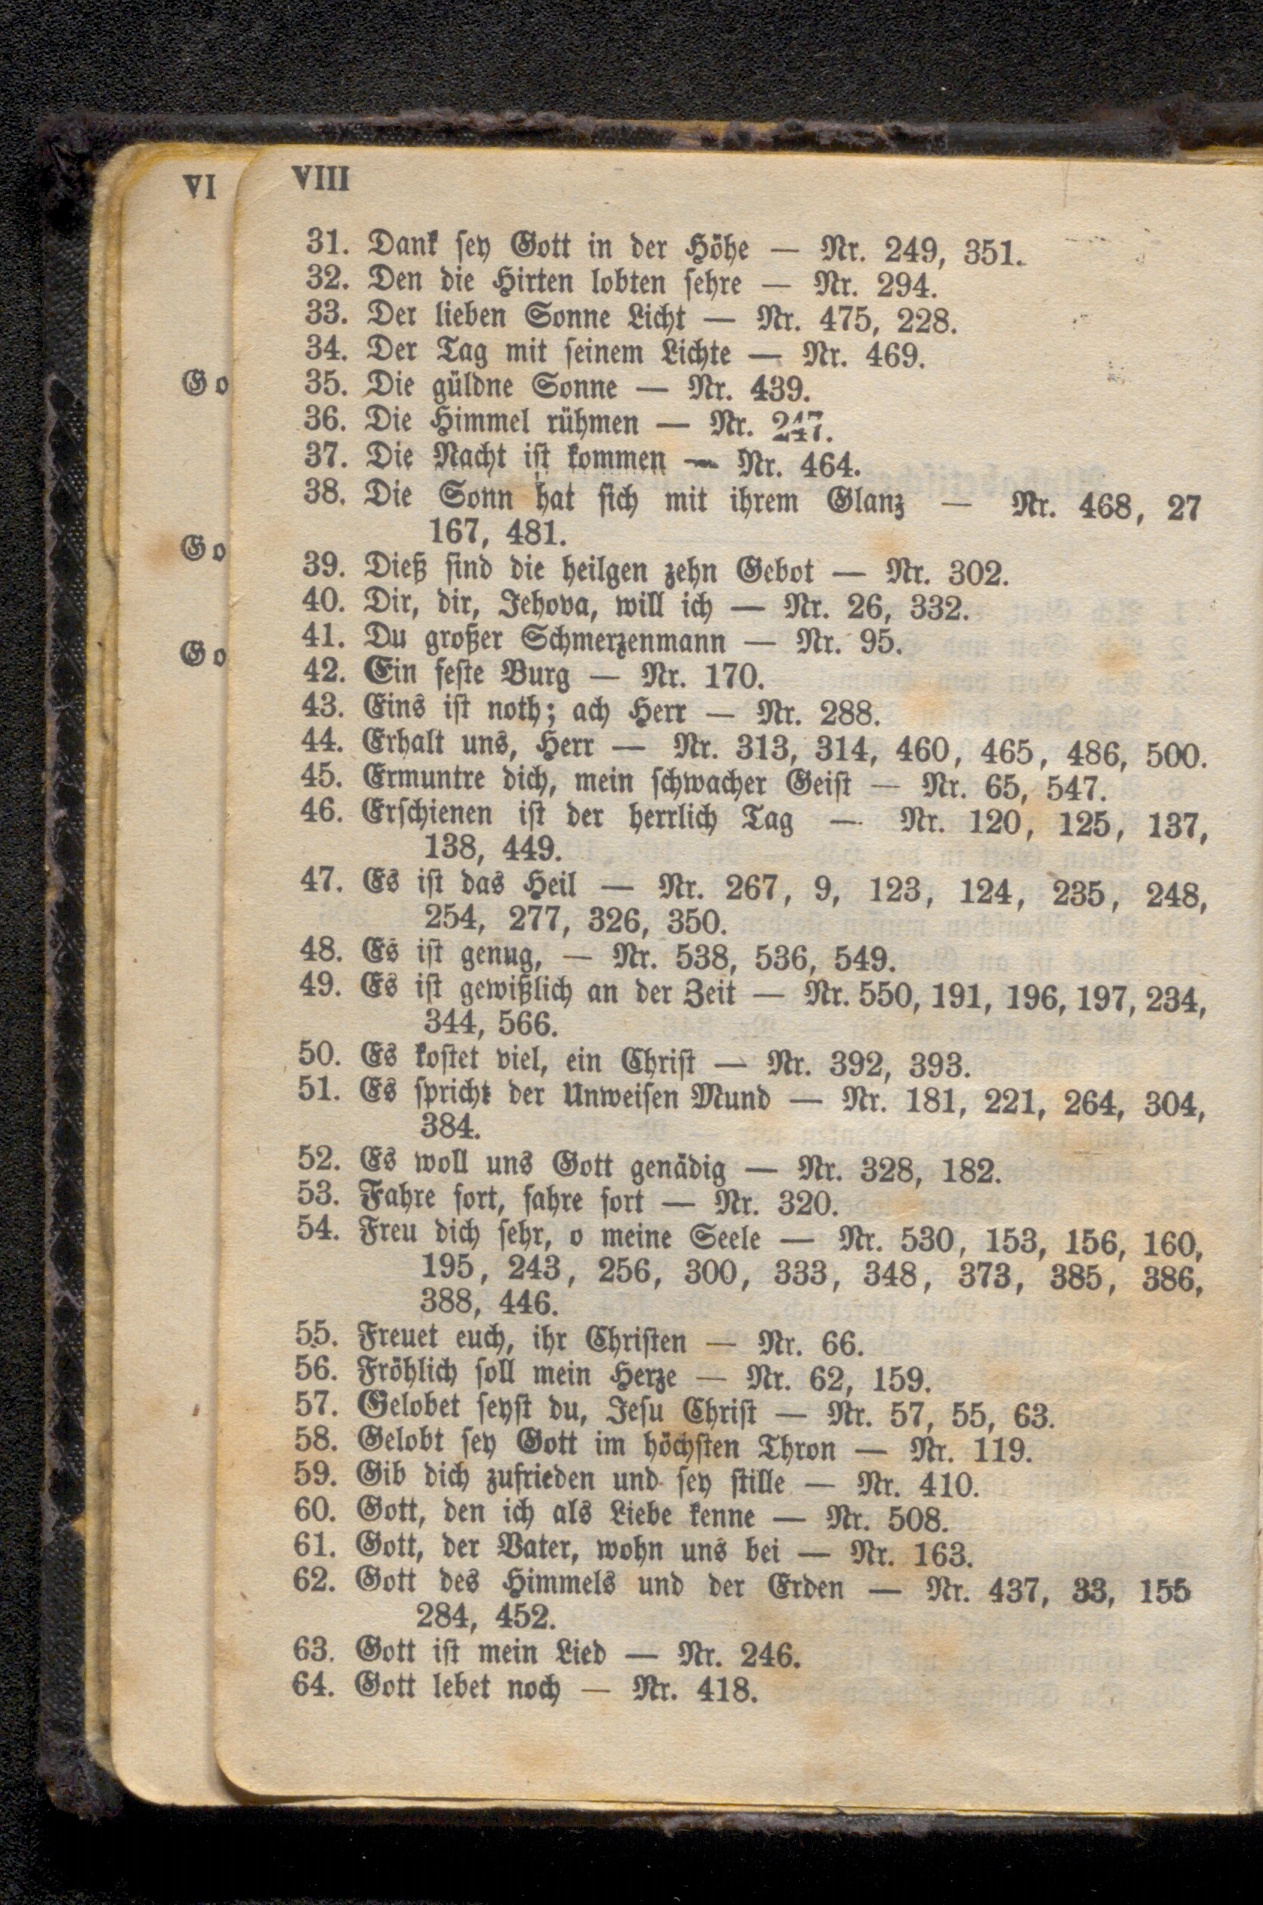 VI
Go
Go
Go
VIII
31. Dank sey Gott in der Höhe — Nr. 249, 351.
32. Den die Hirten lobten sehre — Nr. 294.
33. Der lieben Sonne Licht — Nr. 475, 228.
34. Der Tag mit seinem Lichte — Nr. 469.
35. Die güldne Sonne — Nr. 439.
36. Die Himmel rühmen — Nr. 247.
37. Die Nacht ist kommen — Nr. 464.
38. Die Sonn hat sich mit ihrem Glanz — Nr. 468, 27
167, 481.
39. Dieß sind die heilgen zehn Gebot — Nr. 302.
40. Dir, dir, Jehova, will ich — Nr. 26, 332.
41. Du großer Schmerzenmann — Nr. 95.
42. Ein feste Burg — Nr. 170.
43. Eins ist noth; ach Herr — Nr. 288.
44. Erhalt uns, Herr — Nr. 313, 314, 460, 465, 486, 500.
45. Ermuntre dich, mein schwacher Geist — Nr. 65, 547.
46. Erschienen ist der herrlich Tag — Nr. 120, 125, 137,
138, 449.
47. Es ist das Heil — Nr. 267, 9, 123, 124, 235, 248,
254, 277, 326, 350.
48. Es ist genug, — Nr. 538, 536, 549.
49. Es ist gewißlich an der Zeit — Nr. 550, 191, 196, 197, 234,
344, 566.
50. Es kostet viel, ein Christ — Nr. 392, 393.
51. Es spricht der Unweisen Mund — Nr. 181, 221, 264, 304,
384.
52. Es woll uns Gott genädig — Nr. 328, 182.
53. Fahre fort, fahre fort — Nr. 320.
54. Freu dich sehr, o meine Seele — Nr. 530, 153, 156, 160,
195, 243, 256, 300, 333, 348, 373, 385, 386,
388, 446.
55. Freuet euch, ihr Christen — Nr. 66.
56. Fröhlich soll mein Herze — Nr. 62, 159.
57. Gelobet seyst du, Jesu Christ — Nr. 57, 55, 63.
58. Gelobt sey Gott im höchsten Thron — Nr. 119.
59. Gib dich zufrieden und sey stille — Nr. 410.
60. Gott, den ich als Liebe kenne — Nr. 508.
61. Gott, der Vater, wohn uns bei — Nr. 163.
62. Gott des Himmels und der Erden — Nr. 437, 33, 155
284, 452.
63. Gott ist mein Lied — Nr. 246.
64. Gott lebet noch — Nr. 418.